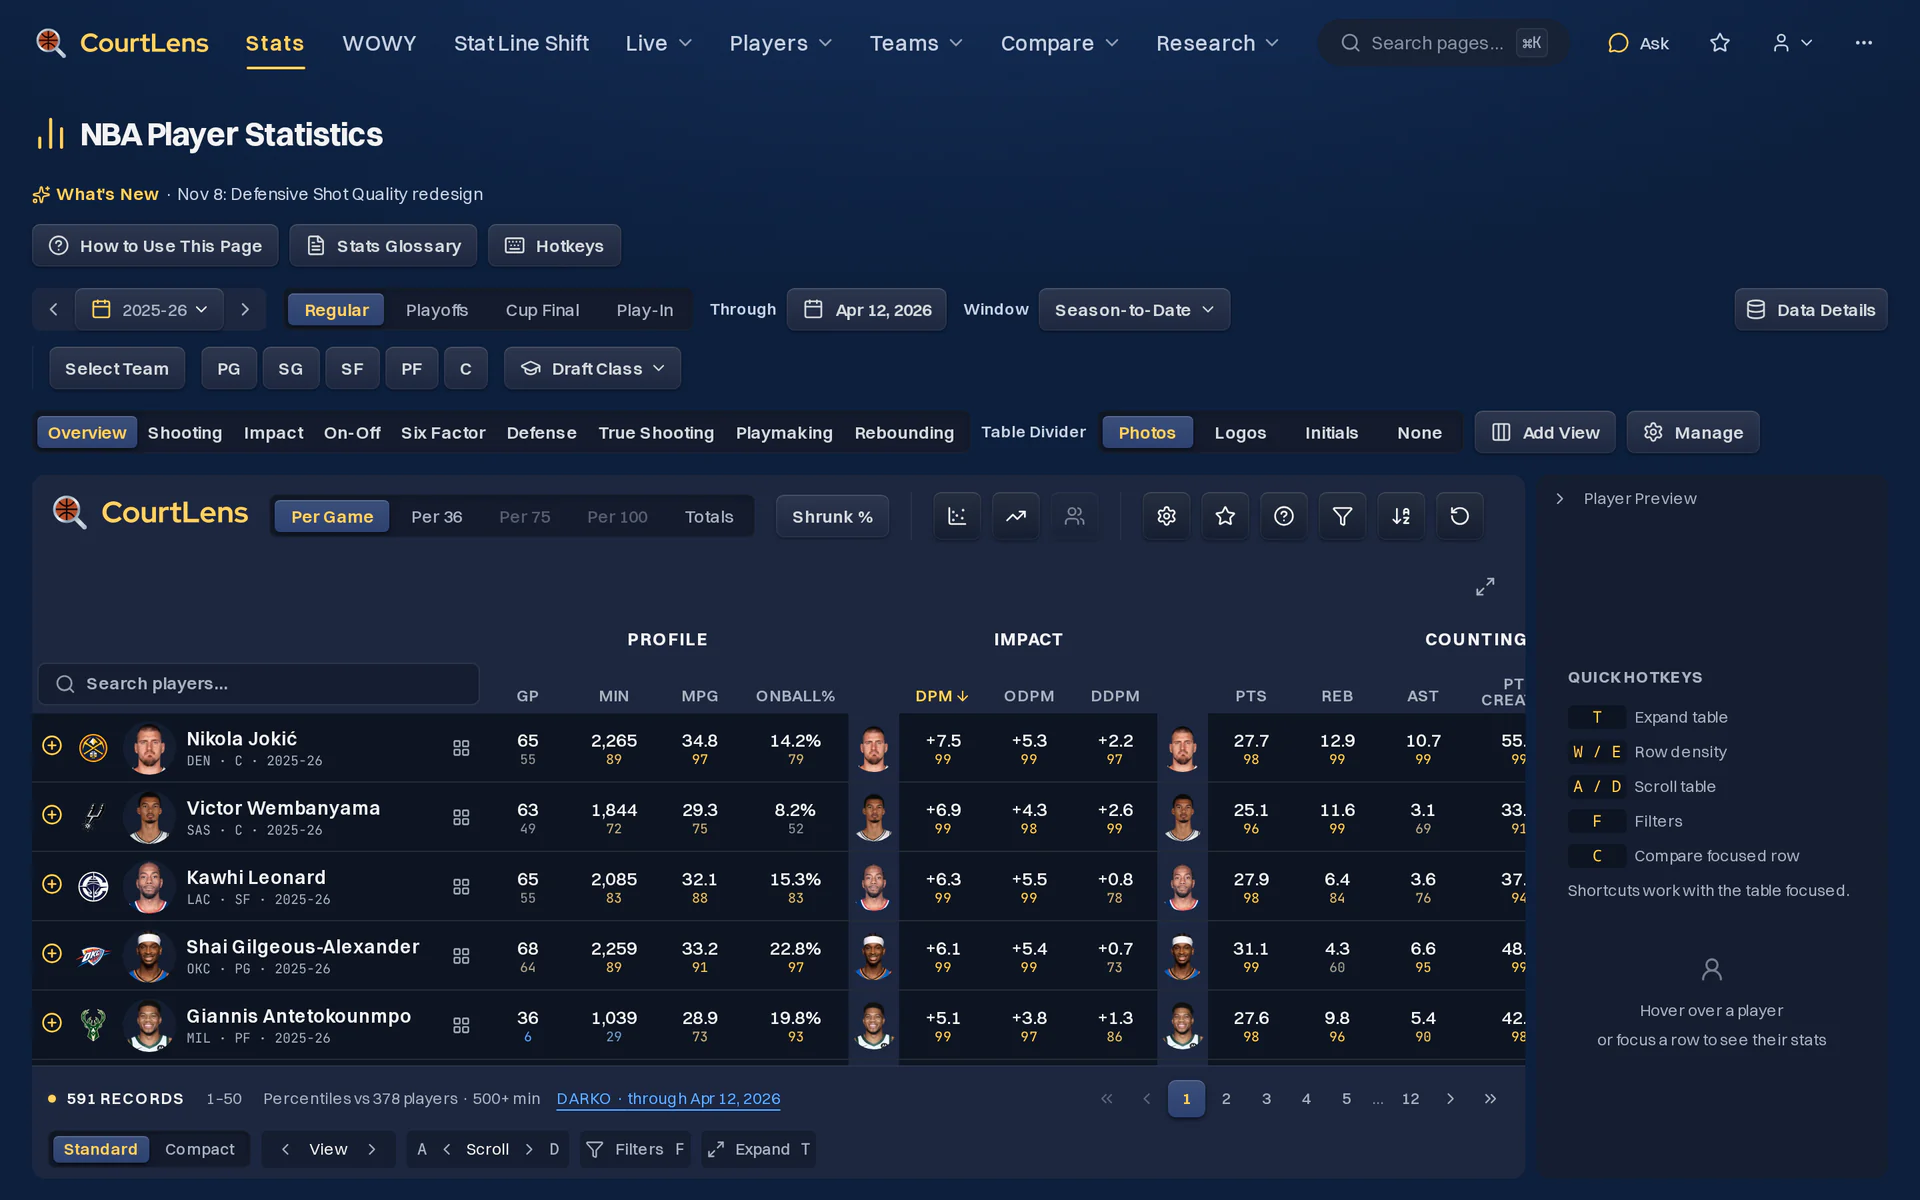 CourtLens Stats WOWY Stat Line Shift Live Players Teams Compare Research Search pages... ⌘K Ask
NBA Player Statistics
What's New · Nov 8: Defensive Shot Quality redesign
How to Use This Page Stats Glossary Hotkeys
2025-26 Regular Playoffs Cup Final Play-In Through Apr 12, 2026 Window Season-to-Date Data Details
Select Team PG SG SF PF C Draft Class
Overview Shooting Impact On-Off Six Factor Defense True Shooting Playmaking Rebounding Table Divider Photos Logos Initials None Add View Manage
CourtLens Per Game Per 36 Per 75 Per 100 Totals Shrunk %
PROFILE IMPACT COUNTING
Search players...
GP MIN MPG ONBALL% DPM ↓ ODPM DDPM PTS REB AST PT CREA
Nikola Jokić 65 2,265 34.8 14.2% +7.5 +5.3 +2.2 27.7 12.9 10.7 55.
DEN · C · 2025-26 55 89 97 79 99 99 97 98 99 99 99
Victor Wembanyama 63 1,844 29.3 8.2% +6.9 +4.3 +2.6 25.1 11.6 3.1 33.
SAS · C · 2025-26 49 72 75 52 99 98 99 96 99 69 91
Kawhi Leonard 65 2,085 32.1 15.3% +6.3 +5.5 +0.8 27.9 6.4 3.6 37.
LAC · SF · 2025-26 55 83 88 83 99 99 78 98 84 76 94
Shai Gilgeous-Alexander 68 2,259 33.2 22.8% +6.1 +5.4 +0.7 31.1 4.3 6.6 48.
OKC · PG · 2025-26 64 89 91 97 99 99 73 99 60 95 99
Giannis Antetokounmpo 36 1,039 28.9 19.8% +5.1 +3.8 +1.3 27.6 9.8 5.4 42.
MIL · PF · 2025-26 6 29 73 93 99 97 86 98 96 90 98
591 RECORDS 1–50 Percentiles vs 378 players · 500+ min DARKO · through Apr 12, 2026 « ‹ 1 2 3 4 5 ... 12 › »
Standard Compact ‹ View › A ‹ Scroll › D Filters F Expand T
Player Preview
QUICK HOTKEYS
T Expand table
W / E Row density
A / D Scroll table
F Filters
C Compare focused row
Shortcuts work with the table focused.
Hover over a player
or focus a row to see their stats